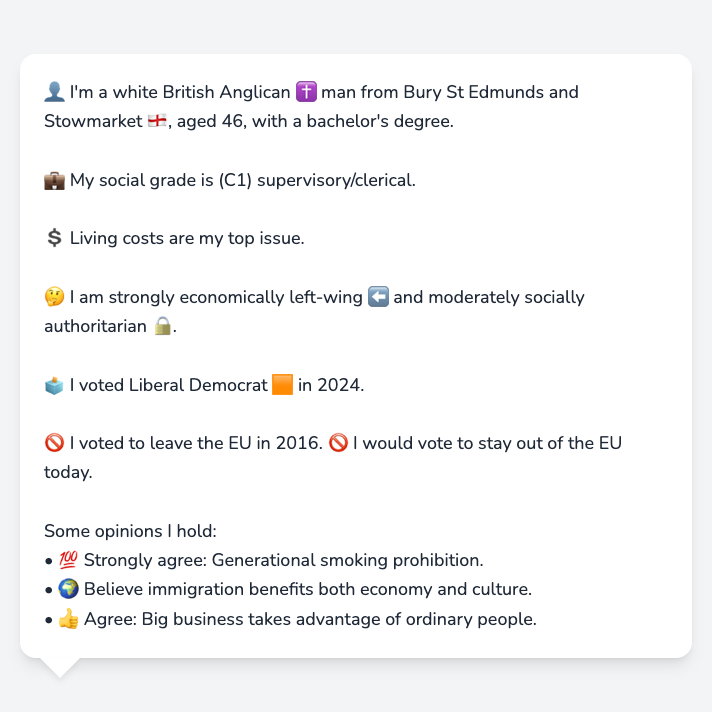 👤 I'm a white British Anglican ✝️ man from Bury St Edmunds and
Stowmarket 🏴󠁧󠁢󠁥󠁮󠁧󠁿, aged 46, with a bachelor's degree.
💼 My social grade is (C1) supervisory/clerical.
💲 Living costs are my top issue.
🤔 I am strongly economically left-wing ⬅️ and moderately socially
authoritarian 🔒.
🗳️ I voted Liberal Democrat 🟧 in 2024.
🚫 I voted to leave the EU in 2016. 🚫 I would vote to stay out of the EU
today.
Some opinions I hold:
• 💯 Strongly agree: Generational smoking prohibition.
• 🌍 Believe immigration benefits both economy and culture.
• 👍 Agree: Big business takes advantage of ordinary people.